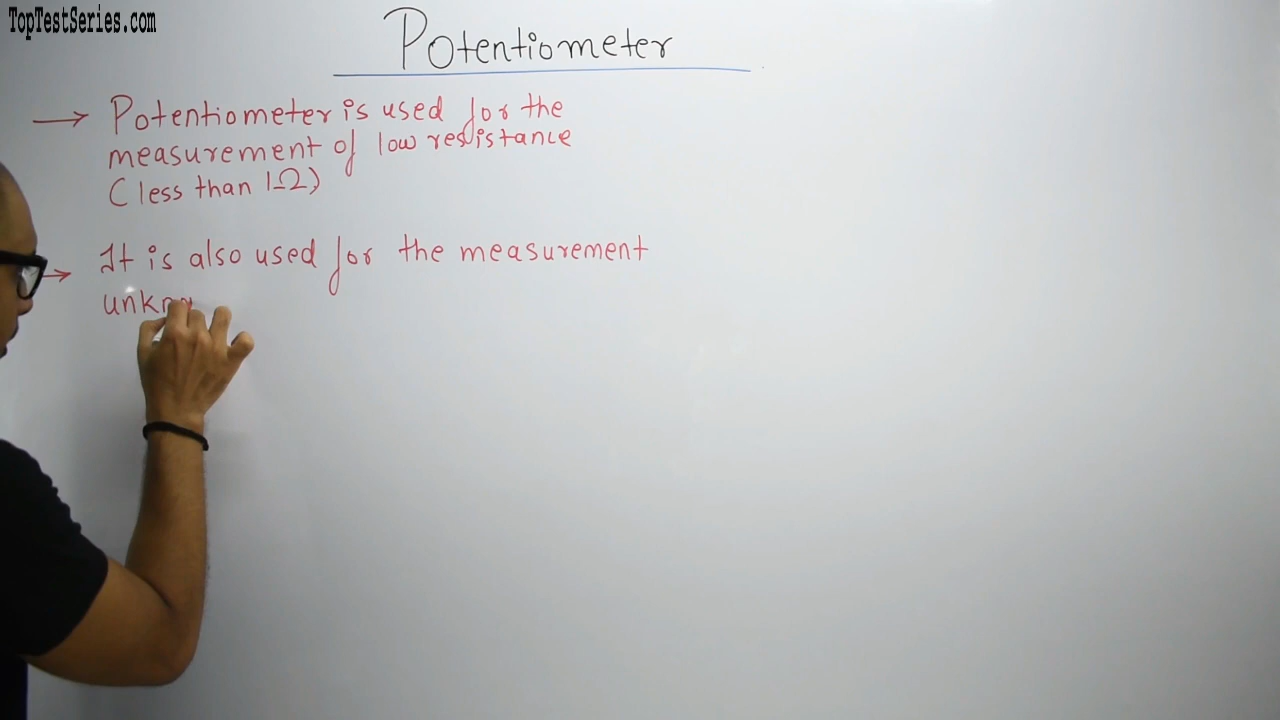 TopTestSeries.com
Potentiometer
→ Potentiometer is used for the
measurement of low resistance
(less than 1Ω)
→ It is also used for the measurement